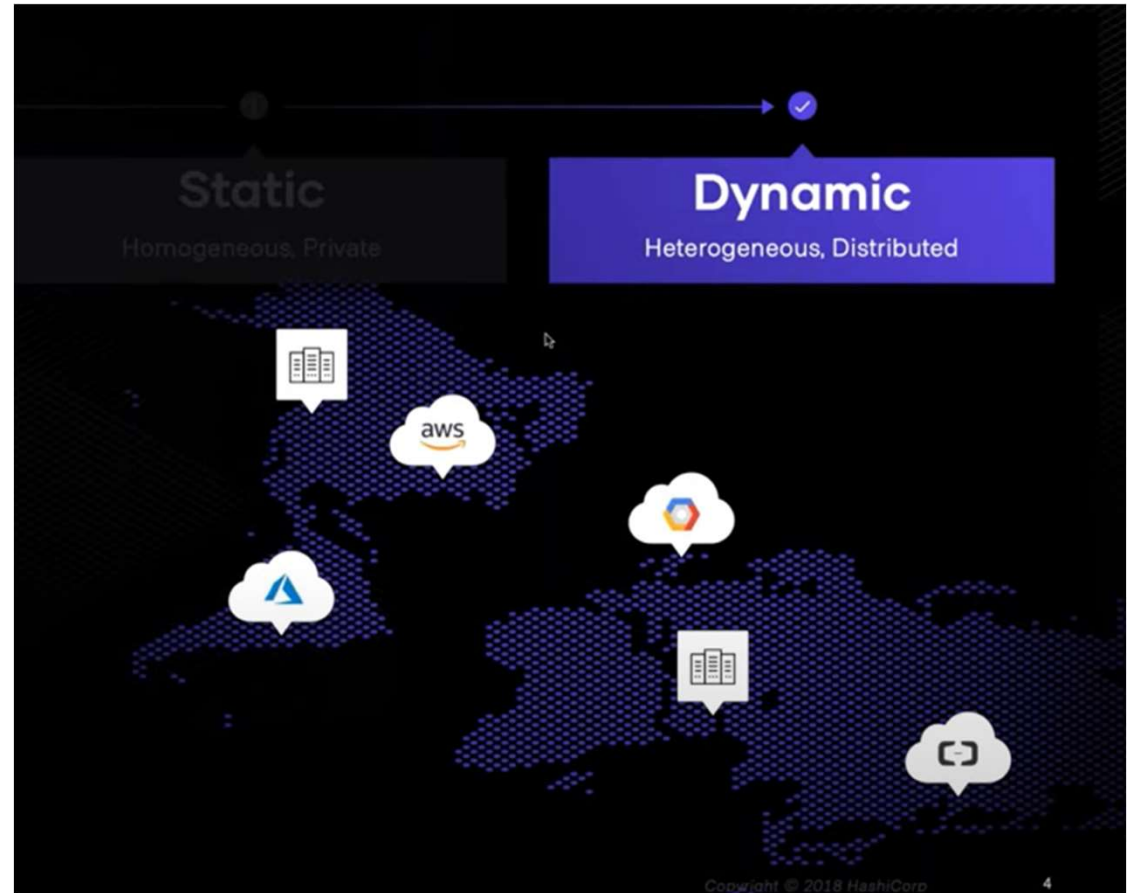 Static
Homogeneous, Private
Dynamic
Heterogeneous, Distributed
aws
Copyright © 2018 HashiCorp
4